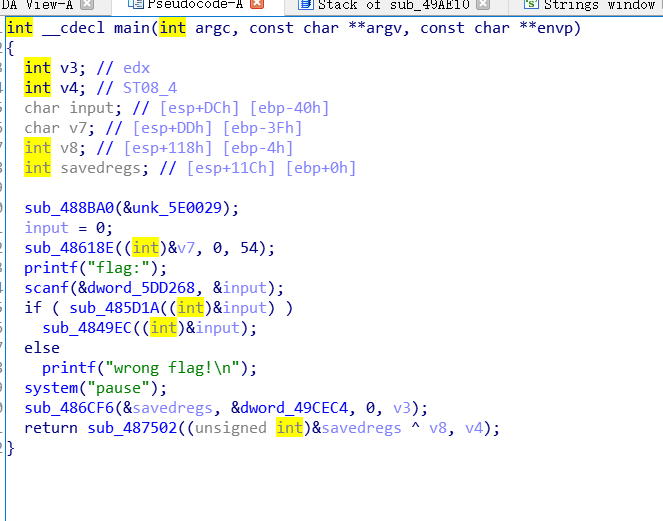 DA View-A Pseudocode-A Stack of sub_49AE10 Strings window
int __cdecl main(int argc, const char **argv, const char **envp)
{
int v3; // edx
int v4; // ST08_4
char input; // [esp+DCh] [ebp-40h]
char v7; // [esp+DDh] [ebp-3Fh]
int v8; // [esp+118h] [ebp-4h]
int savedregs; // [esp+11Ch] [ebp+0h]
sub_488BA0(&unk_5E0029);
input = 0;
sub_48618E((int)&v7, 0, 54);
printf("flag:");
scanf(&dword_5DD268, &input);
if ( sub_485D1A((int)&input) )
sub_4849EC((int)&input);
else
printf("wrong flag!\n");
system("pause");
sub_486CF6(&savedregs, &dword_49CEC4, 0, v3);
return sub_487502((unsigned int)&savedregs ^ v8, v4);
}